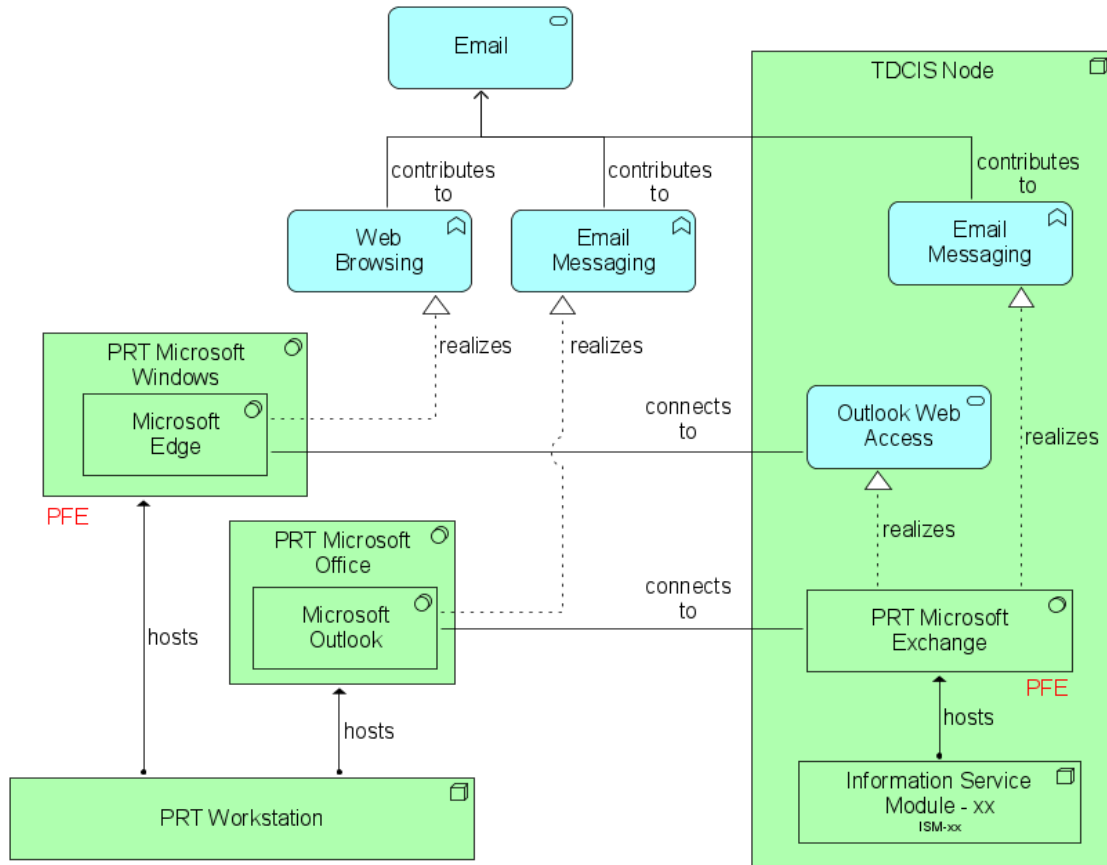 Email
TDCIS Node
contributes
to
contributes
to
contributes
to
Web
Browsing
Email
Messaging
Email
Messaging
realizes
realizes
realizes
PRT Microsoft
Windows
Microsoft
Edge
PFE
connects
to
Outlook Web
Access
realizes
PRT Microsoft
Office
Microsoft
Outlook
connects
to
PRT Microsoft
Exchange
PFE
hosts
hosts
hosts
PRT Workstation
Information Service
Module - xx
ISM-xx